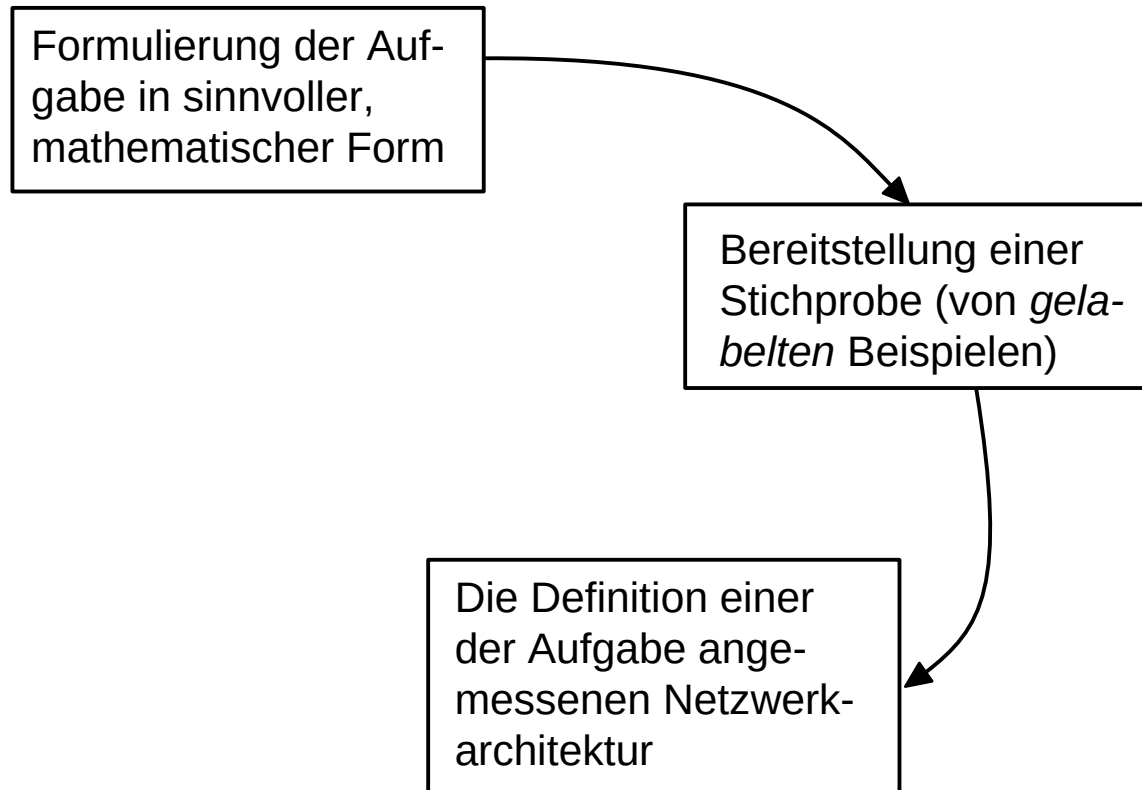 Formulierung der Auf-
gabe in sinnvoller,
mathematischer Form
Bereitstellung einer
Stichprobe (von gela-
belten Beispielen)
Die Definition einer
der Aufgabe ange-
messenen Netzwerk-
architektur